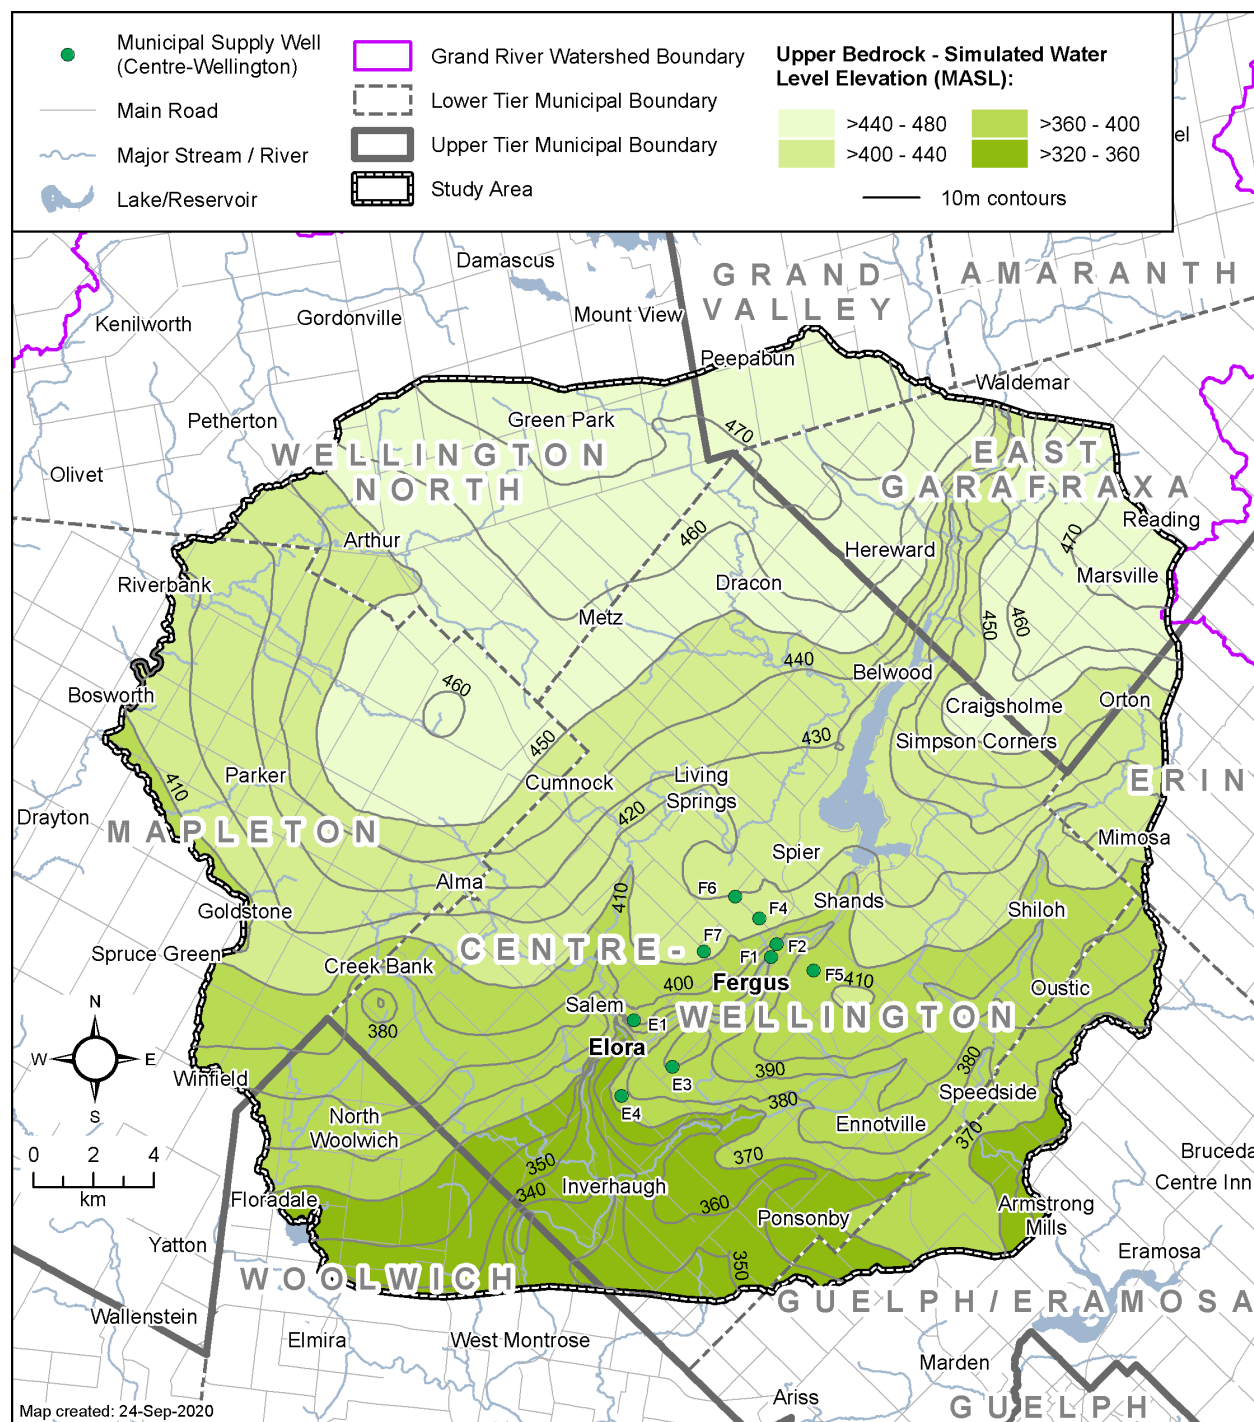 Municipal Supply Well
(Centre-Wellington)
Main Road
Major Stream / River
Lake/Reservoir
Grand River Watershed Boundary
Lower Tier Municipal Boundary
Upper Tier Municipal Boundary
Study Area
Upper Bedrock - Simulated Water
Level Elevation (MASL):
>440 - 480
>400 - 440
>360 - 400
>320 - 360
10m contours
el
Damascus
GRAND
VALLEY
AMARANTH
Kenilworth
Gordonville
Mount View
Peepabun
Waldemar
Petherton
Green Park
470
WELLINGTON
NORTH
EAST
GARAFRAXA
Olivet
Reading
Arthur
460
Hereward
470
Riverbank
Dracon
Marsville
Metz
450
460
440
Belwood
Bosworth
460
Orton
Craigsholme
450
430
Simpson Corners
Parker
410
Cumnock
Living
Springs
ERIN
420
Drayton
MAPLETON
Mimosa
Spier
Alma
410
F6
F4
Shands
Shiloh
Goldstone
F7
F2
F1
F5
Spruce Green
CENTRE-
Creek Bank
400
Fergus
410
Oustic
Salem
E1
WELLINGTON
380
Elora
N
W
E
S
E3
390
380
Winfield
E4
380
Speedside
North
Woolwich
Ennotville
370
0 2 4
km
350
370
Bruceda
Centre Inn
340
Inverhaugh
360
Floradale
Armstrong
Mills
Ponsonby
Yatton
350
Eramosa
WOOLWICH
GUELPH/ERAMOSA
Wallenstein
Elmira
West Montrose
Marden
Ariss
GUELPH
Map created: 24-Sep-2020